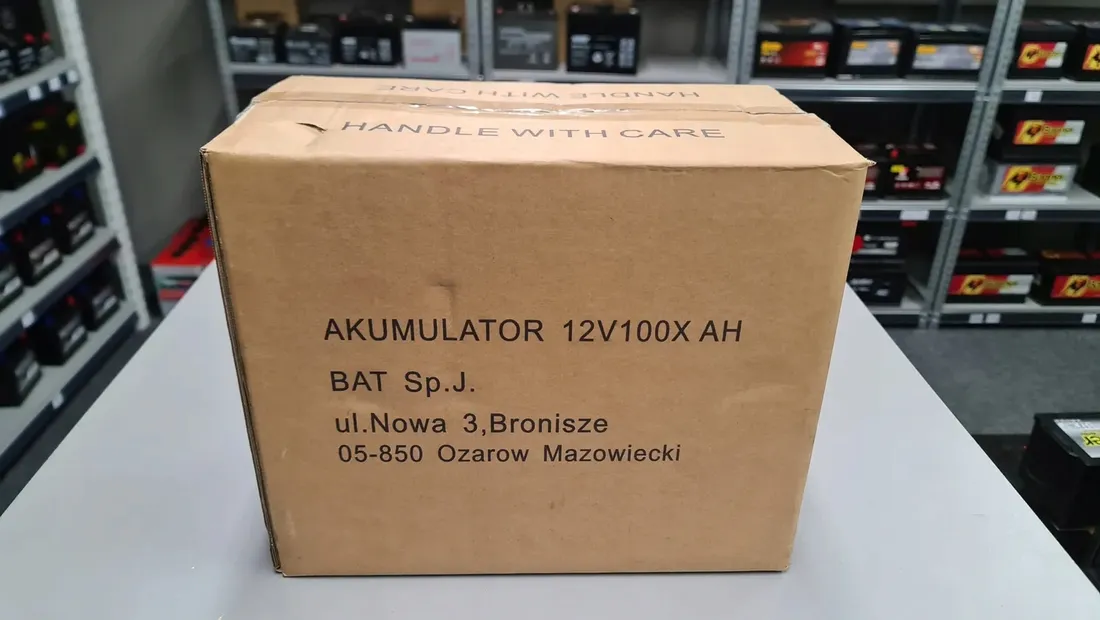 HANDLE WITH CARE
HANDLE WITH CARE
AKUMULATOR 12V100X AH
BAT Sp.J.
ul.Nowa 3,Bronisze
05-850 Ozarow Mazowiecki